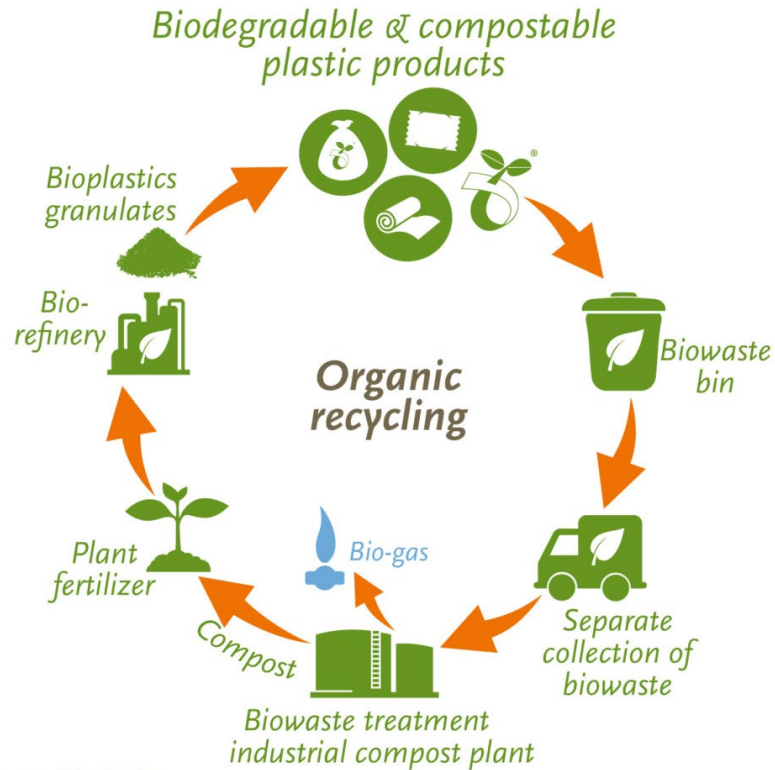 Biodegradable & compostable
plastic products
®
Bioplastics
granulates
Bio-
refinery
Biowaste
bin
Organic
recycling
Bio-gas
Plant
fertilizer
Compost
Separate
collection of
biowaste
Biowaste treatment
industrial compost plant